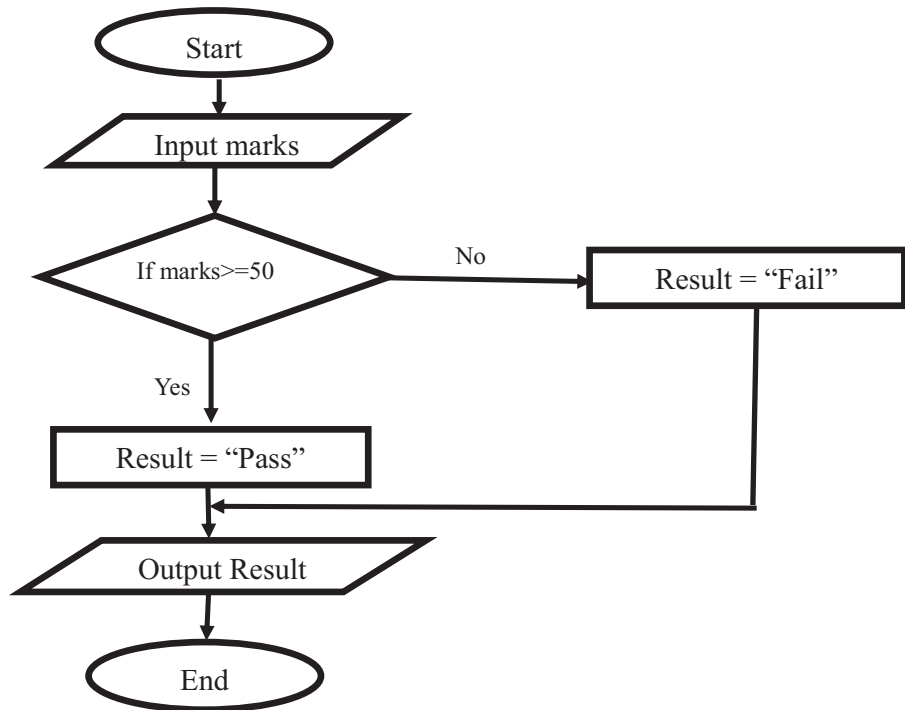 Start
Input marks
If marks>=50
No
Result = “Fail”
Yes
Result = “Pass”
Output Result
End